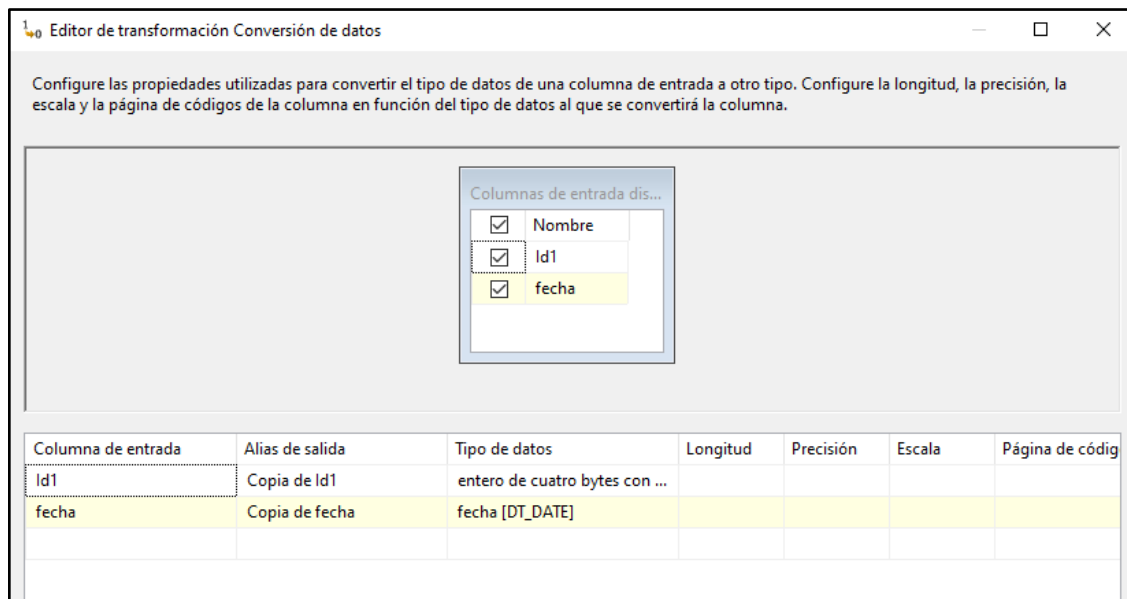 Editor de transformación Conversión de datos
Configure las propiedades utilizadas para convertir el tipo de datos de una columna de entrada a otro tipo. Configure la longitud, la precisión, la
escala y la página de códigos de la columna en función del tipo de datos al que se convertirá la columna.
Columnas de entrada dis...
Nombre
Id1
fecha
Columna de entrada Alias de salida Tipo de datos Longitud Precisión Escala Página de códig
Id1 Copia de Id1 entero de cuatro bytes con ...
fecha Copia de fecha fecha [DT_DATE]